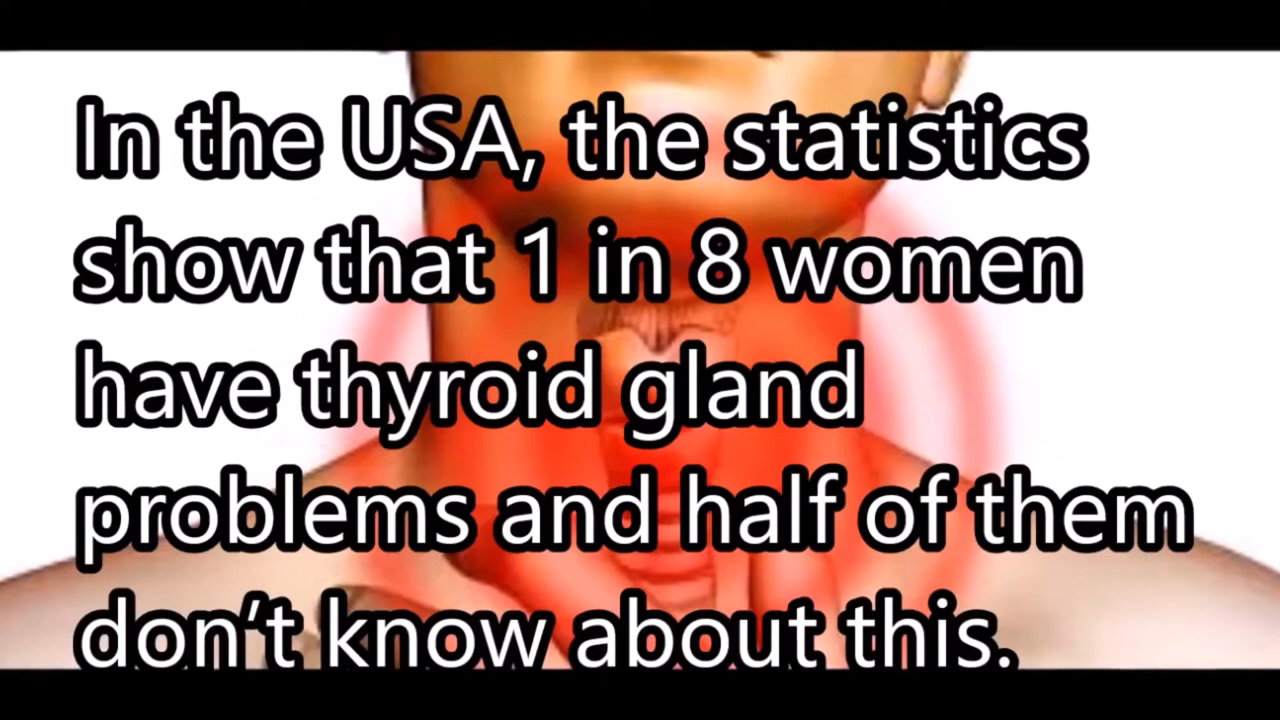 In the USA, the statistics
show that 1 in 8 women
have thyroid gland
problems and half of them
don’t know about this.